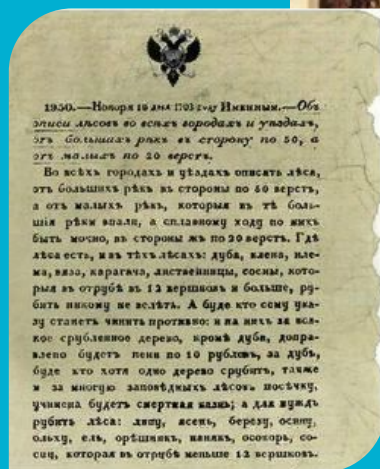 1950.—Ноября 19 дня 1703 году Именным.—Объ
описи лѣсовъ во всѣхъ городахъ и уѣздахъ,
отъ большихъ рѣкъ въ сторону по 50, а
отъ малыхъ по 20 верстъ.
Во всѣхъ городахъ и уѣздахъ описать лѣса,
отъ большихъ рѣкъ въ стороны по 50 верстъ,
а отъ малыхъ рѣкъ, которыя въ тѣ боль-
шія рѣки впали, а сплавному ходу по нихъ
быть мочно, въ стороны жъ по 20 верстъ. Гдѣ
лѣса есть, и въ тѣхъ лѣсахъ: дуба, клена, иле-
ма, вяза, карагача, лиственницы, сосны, кото-
рыя въ отрубѣ въ 12 вершковъ и больше, ру-
бить никому не велѣть. А буде кто сему ука-
зу станетъ чинить противно: и на нихъ за вся-
кое срубленное дерево, кромѣ дуба, доправ-
влено будетъ пени по 10 рублевъ, за дубъ,
буде кто хотя одно дерево срубитъ, также
и за многую заповѣдныхъ лѣсовъ посѣчку,
учинена будетъ смертная казнь; а для нуждъ
рубить лѣса: липу, ясень, березу, осину,
ольху, ель, орѣшникъ, ивнякъ, осокорь, со-
сну, которая въ отрубѣ меньше 12 вершковъ.